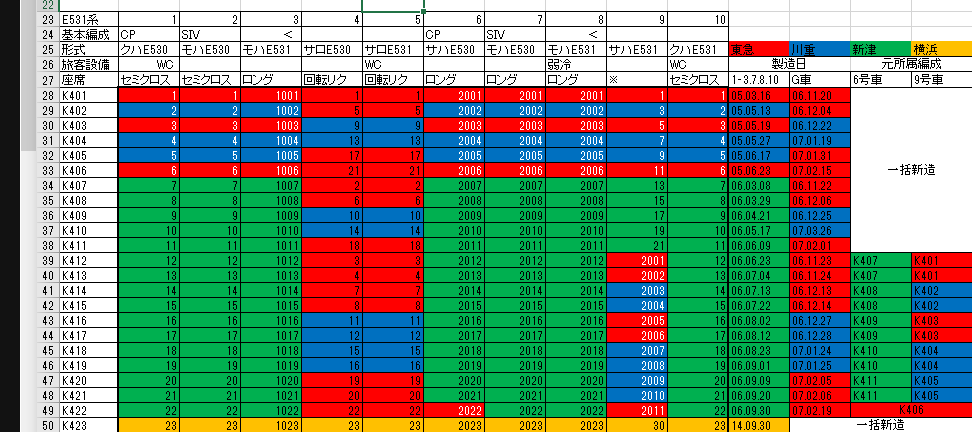 22
23 E531系 1 2 3 4 5 6 7 8 9 10
24 基本編成 CP SIV < CP SIV <
25 形式 クハE530 モハE530 モハE531 サロE530 サロE531 サハE530 モハE530 モハE531 サハE531 クハE531 東急 川重 新津 横浜
26 旅客設備 WC WC 弱冷 WC 製造日 元所属編成
27 座席 セミクロス セミクロス ロング 回転リク 回転リク ロング ロング ロング ※ セミクロス 1-3.7.8.10 G車 6号車 9号車
28 K401 1 1 1001 1 1 2001 2001 2001 1 1 05.03.16 06.11.20
29 K402 2 2 1002 5 5 2002 2002 2002 3 2 05.05.13 06.12.04
30 K403 3 3 1003 9 9 2003 2003 2003 5 3 05.05.19 06.12.22
31 K404 4 4 1004 13 13 2004 2004 2004 7 4 05.05.27 07.01.19
32 K405 5 5 1005 17 17 2005 2005 2005 9 5 05.06.17 07.01.31
33 K406 6 6 1006 21 21 2006 2006 2006 11 6 05.06.23 07.02.15 一括新造
34 K407 7 7 1007 2 2 2007 2007 2007 13 7 06.03.08 06.11.22
35 K408 8 8 1008 6 6 2008 2008 2008 15 8 06.03.29 06.12.06
36 K409 9 9 1009 10 10 2009 2009 2009 17 9 06.04.21 06.12.25
37 K410 10 10 1010 14 14 2010 2010 2010 19 10 06.05.17 07.03.26
38 K411 11 11 1011 18 18 2011 2011 2011 21 11 06.06.09 07.02.01
39 K412 12 12 1012 3 3 2012 2012 2012 2001 12 06.06.23 06.11.23 K407 K401
40 K413 13 13 1013 4 4 2013 2013 2013 2002 13 06.07.04 06.11.24 K407 K401
41 K414 14 14 1014 7 7 2014 2014 2014 2003 14 06.07.13 06.12.13 K408 K402
42 K415 15 15 1015 8 8 2015 2015 2015 2004 15 06.07.22 06.12.14 K408 K402
43 K416 16 16 1016 11 11 2016 2016 2016 2005 16 06.08.02 06.12.27 K409 K403
44 K417 17 17 1017 12 12 2017 2017 2017 2006 17 06.08.12 06.12.28 K409 K403
45 K418 18 18 1018 15 15 2018 2018 2018 2007 18 06.08.23 07.01.24 K410 K404
46 K419 19 19 1019 16 16 2019 2019 2019 2008 19 06.09.01 07.01.25 K410 K404
47 K420 20 20 1020 19 19 2020 2020 2020 2009 20 06.09.09 07.02.05 K411 K405
48 K421 21 21 1021 20 20 2021 2021 2021 2010 21 06.09.20 07.02.06 K411 K405
49 K422 22 22 1022 22 22 2022 2022 2022 2011 22 06.09.30 07.02.19 K406
50 K423 23 23 1023 23 23 2023 2023 2023 30 23 14.09.30 一括新造